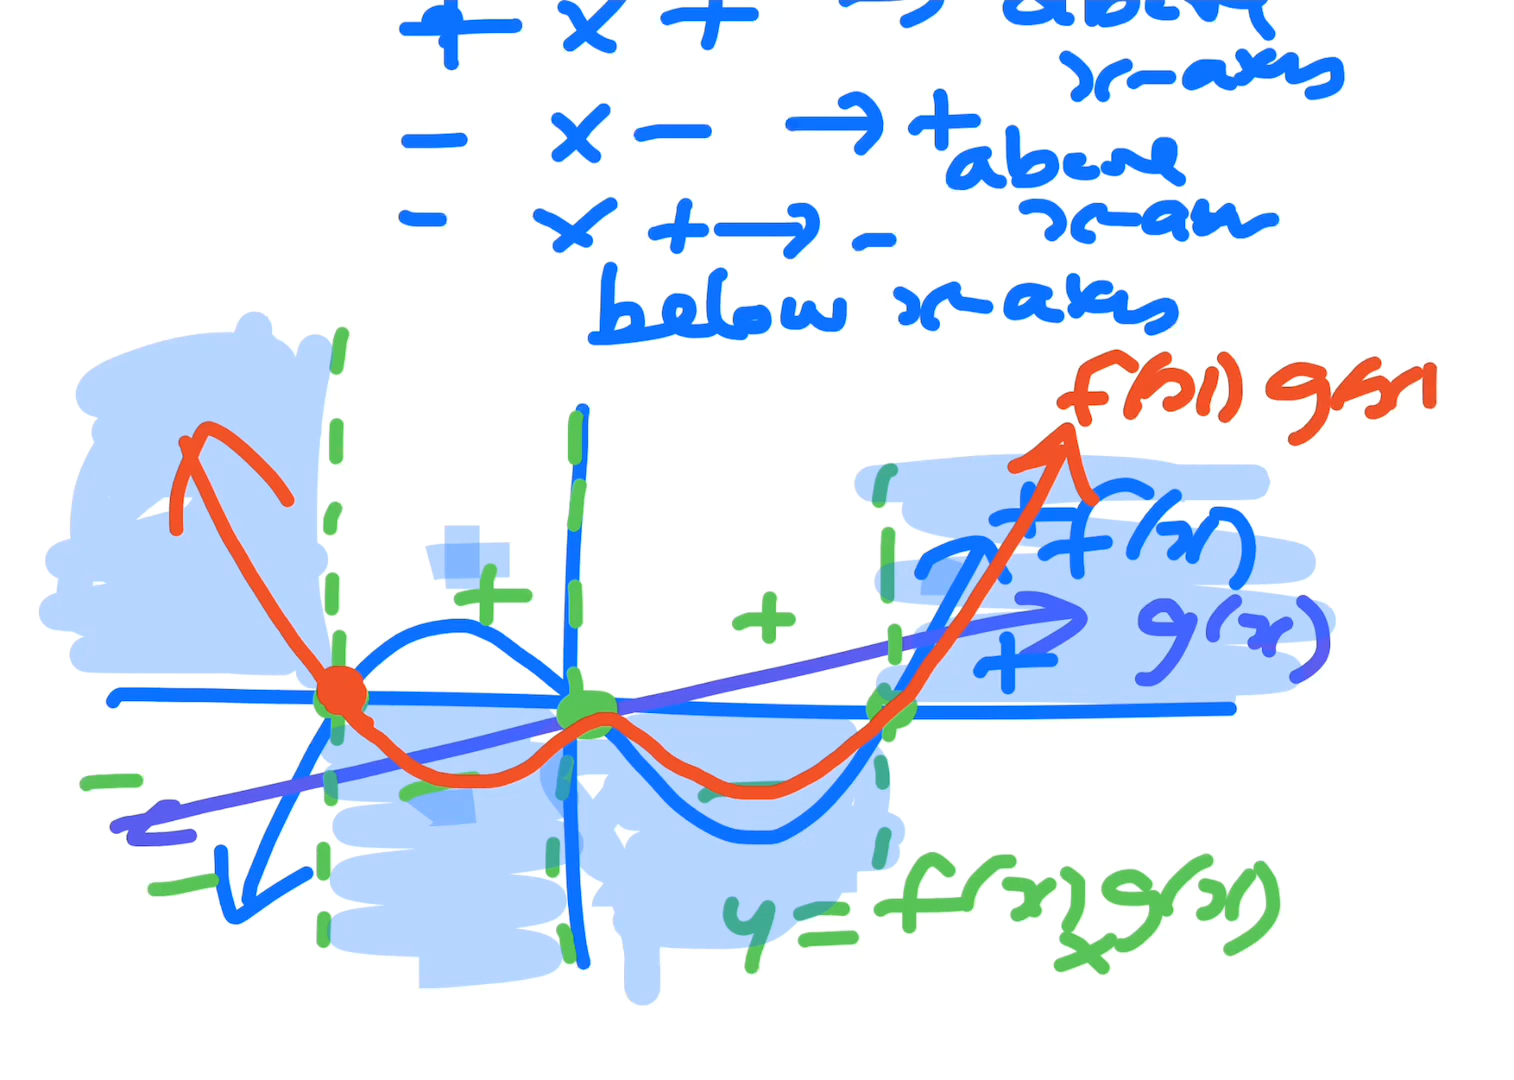 + x + → above
x-axis
- x - → +
above
- x + → - x-axis
below x-axis
f(x) g(x)
+ f(x)
+ +
+ g(x)
-
- -
-
y = f(x) x g(x)